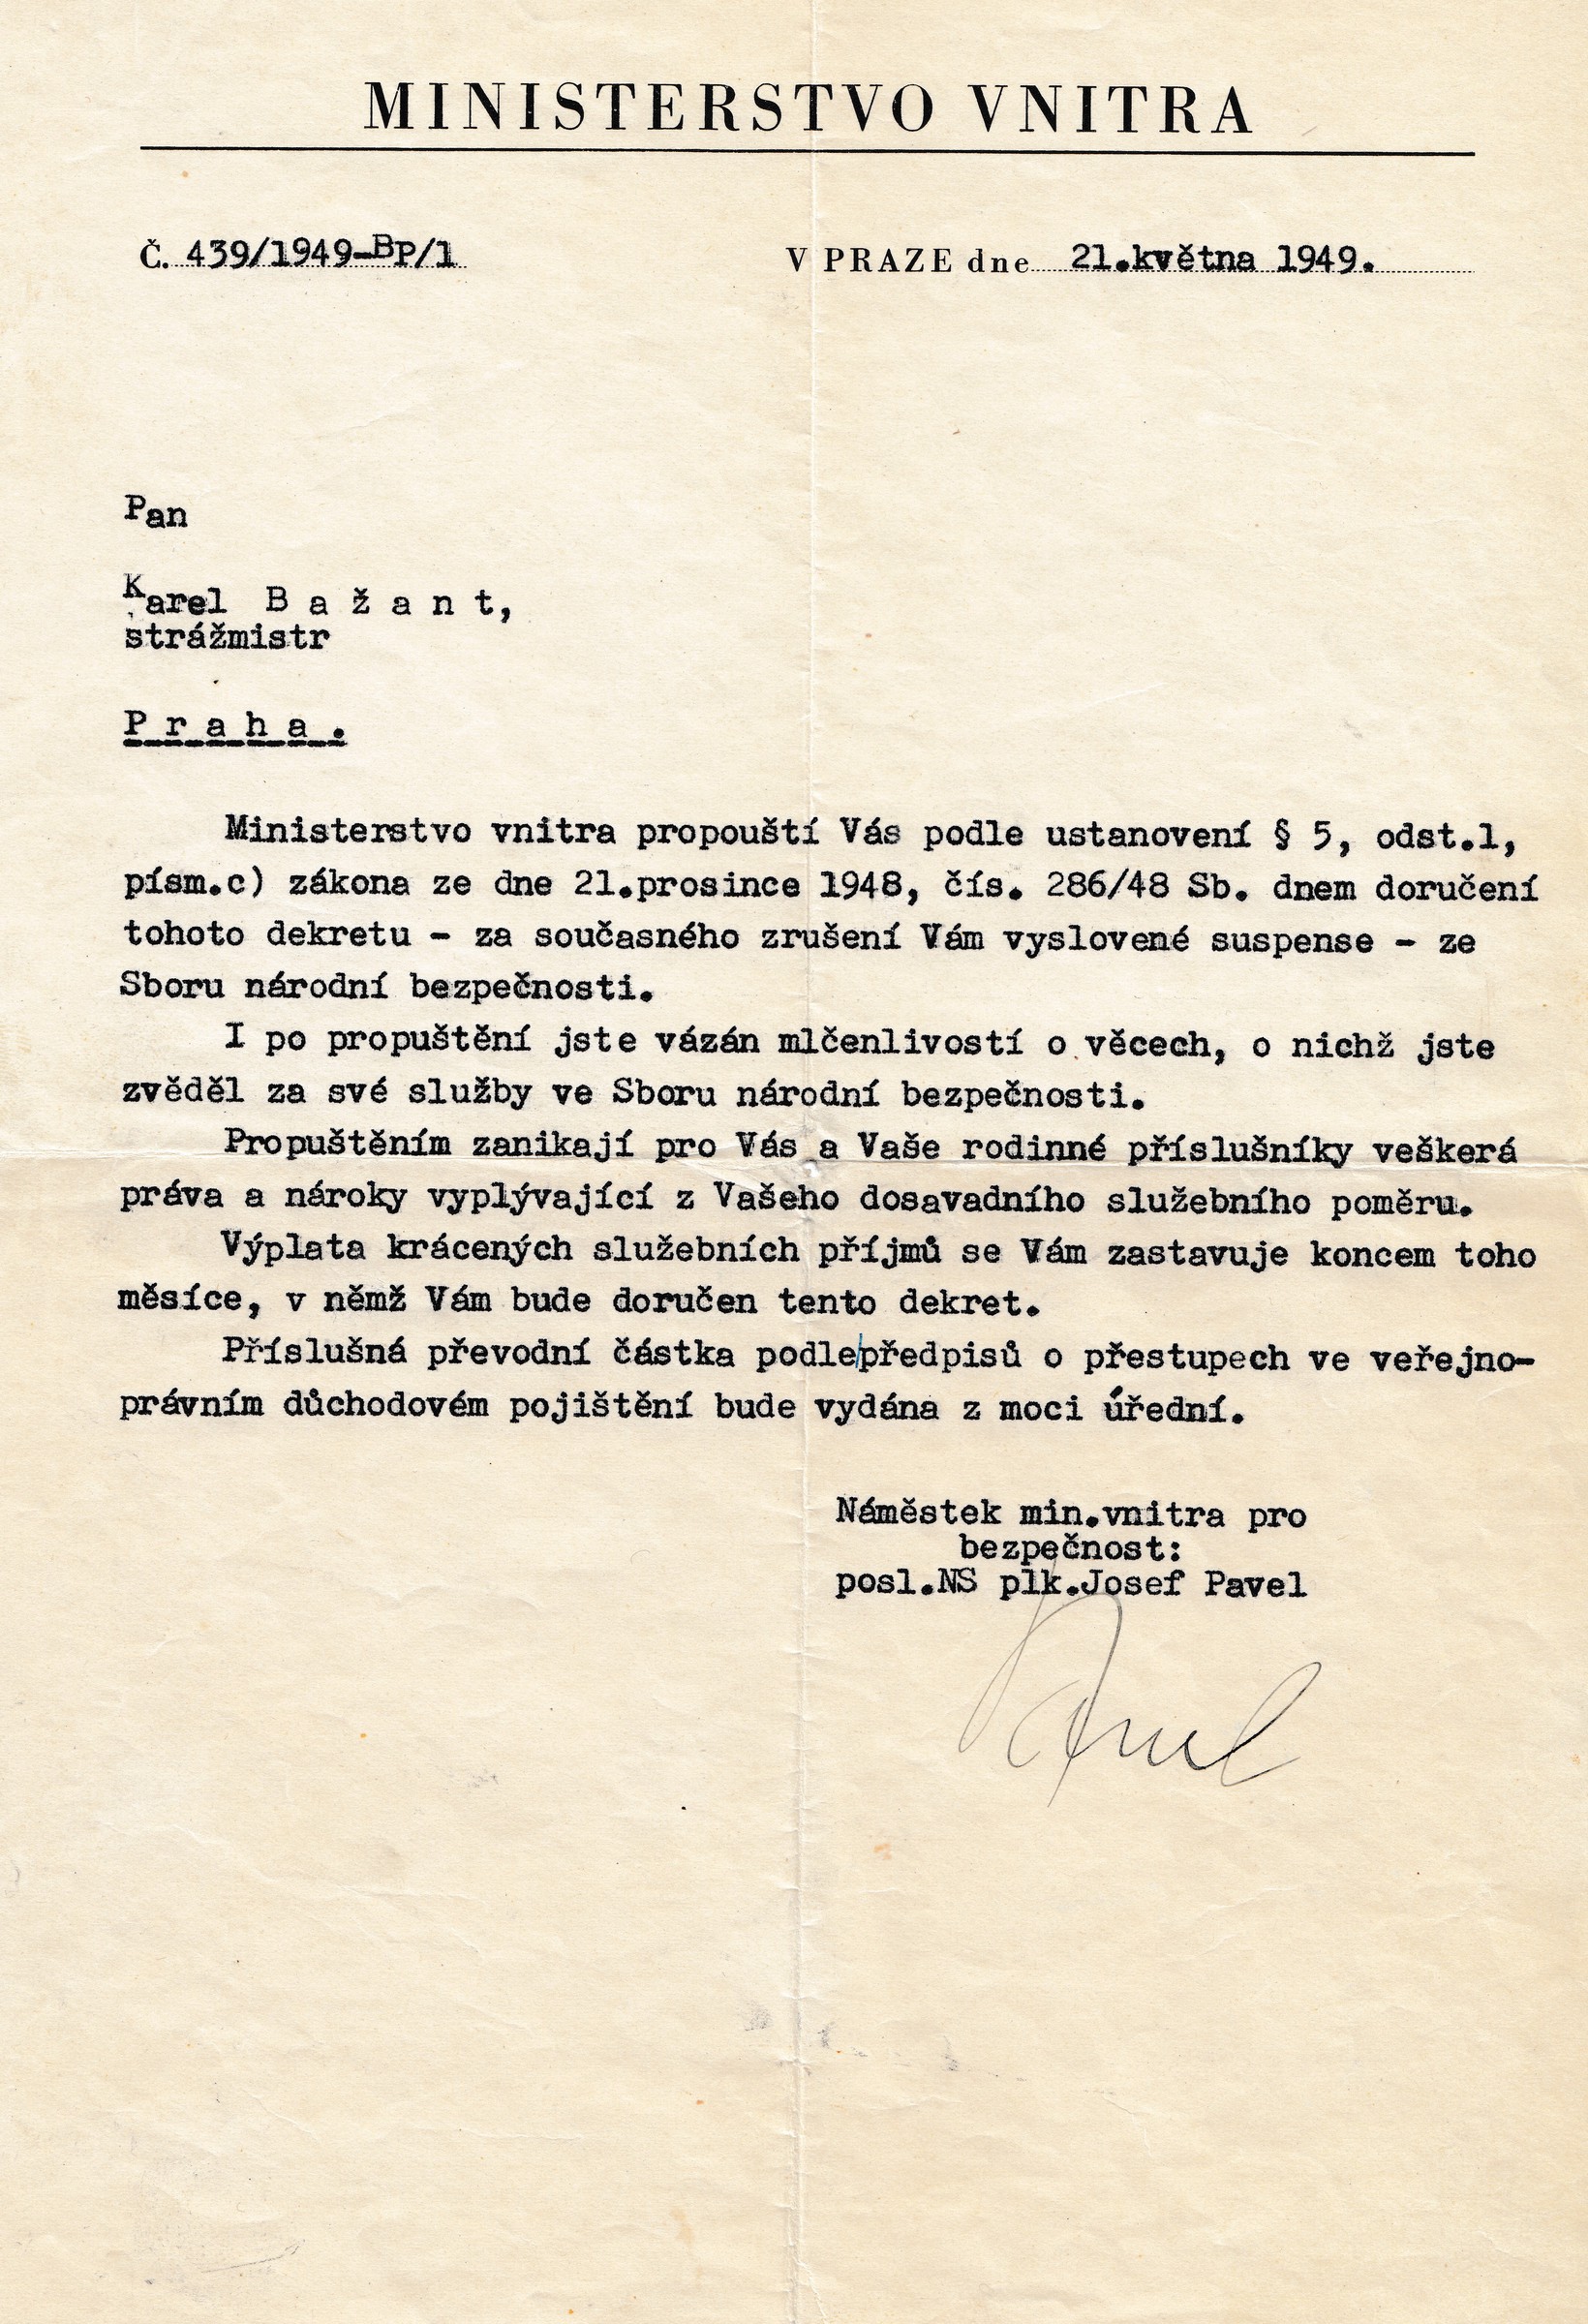 MINISTERSTVO VNITRA
Č. 439/1949-BP/1
V PRAZE dne 21.května 1949.
Pan
Karel B a ž a n t,
strážmistr
P r a h a .
Ministerstvo vnitra propouští Vás podle ustanovení § 5, odst.1,
písm.c) zákona ze dne 21.prosince 1948, čís. 286/48 Sb. dnem doručení
tohoto dekretu - za současného zrušení Vám vyslovené suspense - ze
Sboru národní bezpečnosti.
I po propuštění jste vázán mlčenlivostí o věcech, o nichž jste
zvěděl za své služby ve Sboru národní bezpečnosti.
Propuštěním zanikají pro Vás a Vaše rodinné příslušníky veškerá
práva a nároky vyplývající z Vašeho dosavadního služebního poměru.
Výplata krácených služebních příjmů se Vám zastavuje koncem toho
měsíce, v němž Vám bude doručen tento dekret.
Příslušná převodní částka podle/předpisů o přestupech ve veřejno-
právním důchodovém pojištění bude vydána z moci úřední.
Náměstek min.vnitra pro
bezpečnost:
posl.NS plk.Josef Pavel
Pavel